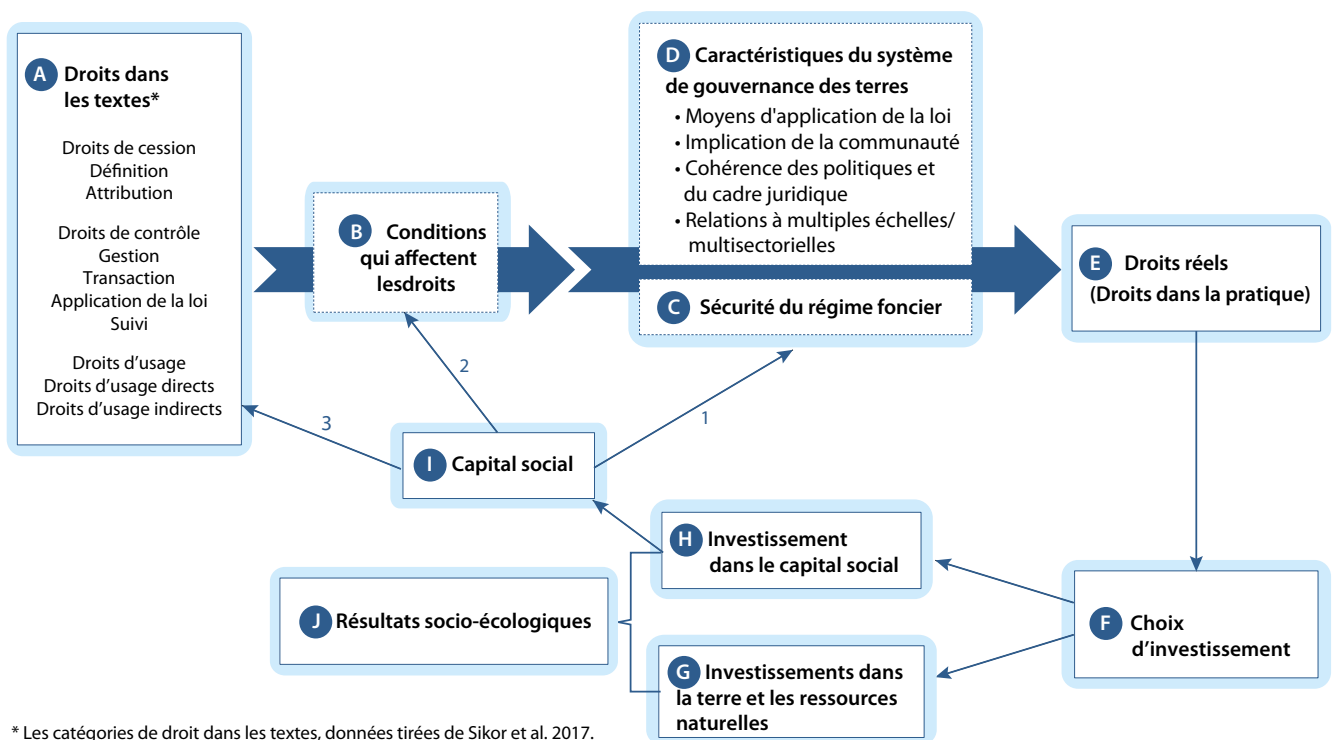 A Droits dans
les textes*
Droits de cession
Définition
Attribution
Droits de contrôle
Gestion
Transaction
Application de la loi
Suivi
Droits d’usage
Droits d’usage directs
Droits d’usage indirects
B Conditions
qui affectent
lesdroits
D Caractéristiques du système
de gouvernance des terres
• Moyens d'application de la loi
• Implication de la communauté
• Cohérence des politiques et
du cadre juridique
• Relations à multiples échelles/
multisectorielles
C Sécurité du régime foncier
E Droits réels
(Droits dans la pratique)
2
1
3
I Capital social
H Investissement
dans le capital social
J Résultats socio-écologiques
F Choix
d’investissement
G Investissements dans
la terre et les ressources
naturelles
* Les catégories de droit dans les textes, données tirées de Sikor et al. 2017.